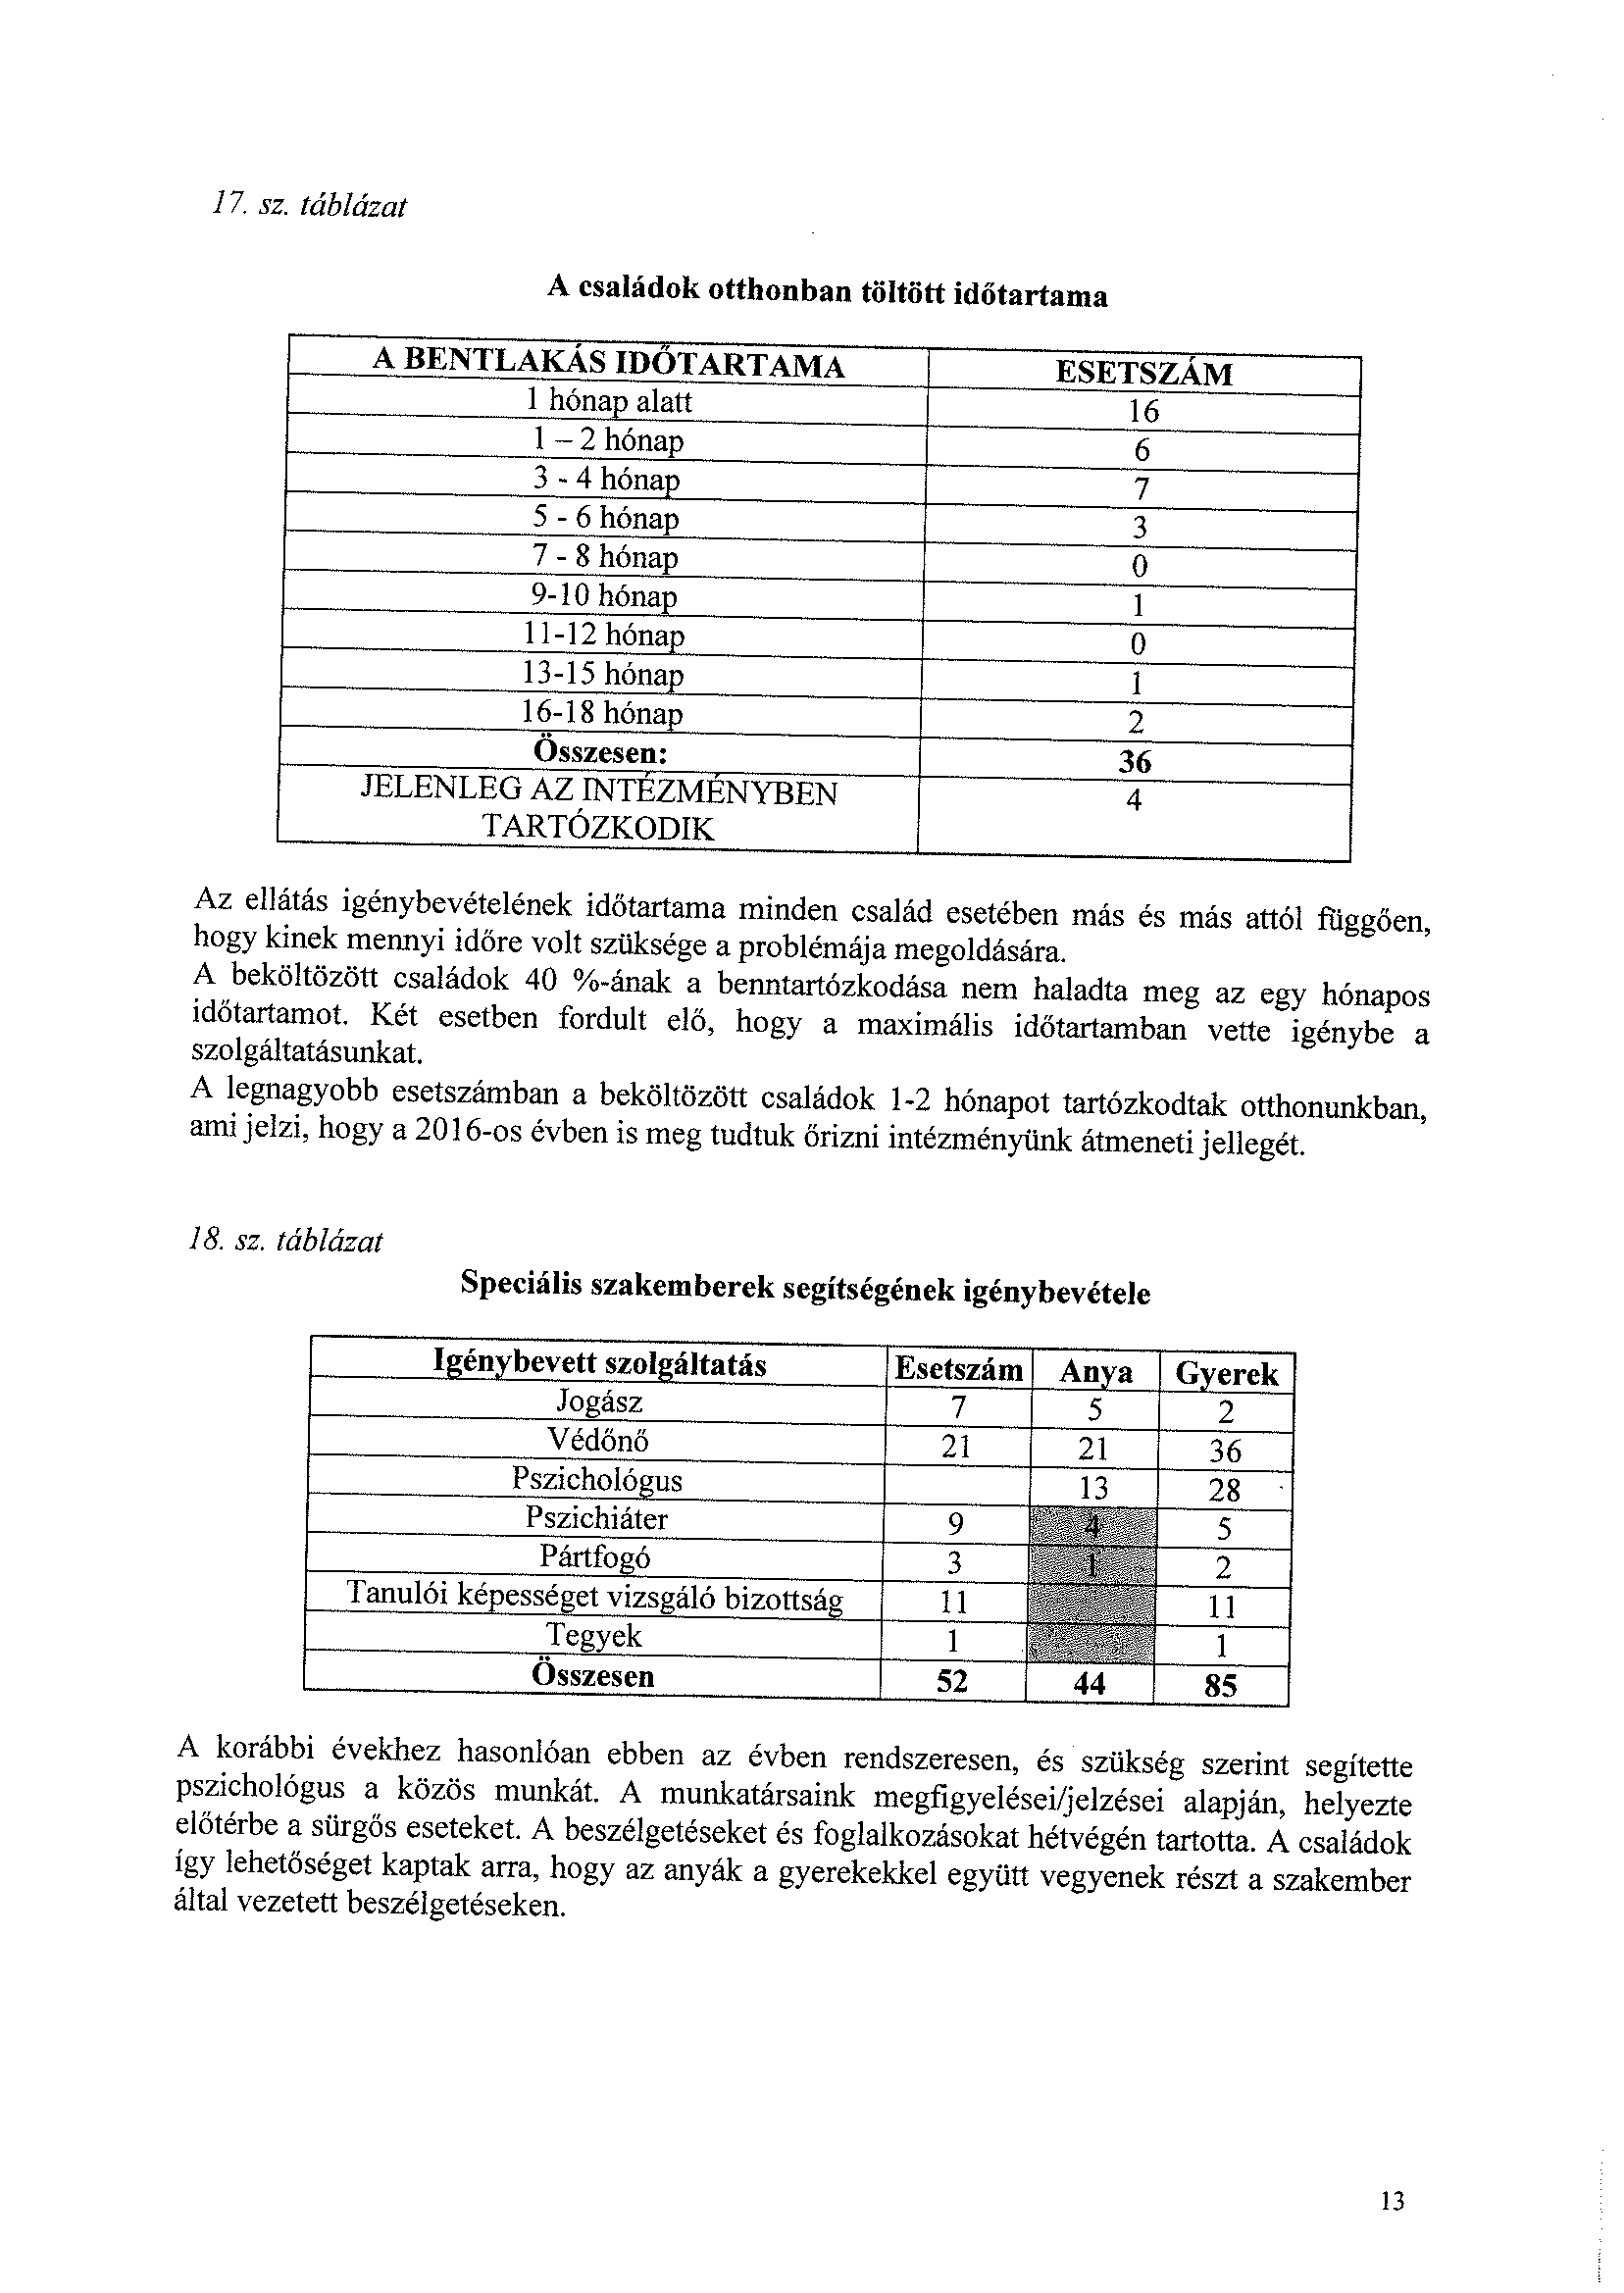 17. sz. táblázat
A családok otthonban töltött időtartama
A BENTLAKÁS IDŐTARTAMA ESETSZÁM
1 hónap alatt 16
1 – 2 hónap 6
3 - 4 hónap 7
5 - 6 hónap 3
7 - 8 hónap 0
9-10 hónap 1
11-12 hónap 0
13-15 hónap 1
16-18 hónap 2
Összesen: 36
JELENLEG AZ INTÉZMÉNYBEN 4
TARTÓZKODIK
Az ellátás igénybevételének időtartama minden család esetében más és más attól függően,
hogy kinek mennyi időre volt szüksége a problémája megoldására.
A beköltözött családok 40 %-ának a benntartózkodása nem haladta meg az egy hónapos
időtartamot. Két esetben fordult elő, hogy a maximális időtartamban vette igénybe a
szolgáltatásunkat.
A legnagyobb esetszámban a beköltözött családok 1-2 hónapot tartózkodtak otthonunkban,
ami jelzi, hogy a 2016-os évben is meg tudtuk őrizni intézményünk átmeneti jellegét.
18. sz. táblázat
Speciális szakemberek segítségének igénybevétele
Igénybevett szolgáltatás Esetszám Anya Gyerek
Jogász 7 5 2
Védőnő 21 21 36
Pszichológus 13 28
Pszichiáter 9 4 5
Pártfogó 3 1 2
Tanulói képességet vizsgáló bizottság 11 11
Tegyek 1 1
Összesen 52 44 85
A korábbi évekhez hasonlóan ebben az évben rendszeresen, és szükség szerint segítette
pszichológus a közös munkát. A munkatársaink megfigyelései/jelzései alapján, helyezte
előtérbe a sürgős eseteket. A beszélgetéseket és foglalkozásokat hétvégén tartotta. A családok
így lehetőséget kaptak arra, hogy az anyák a gyerekekkel együtt vegyenek részt a szakember
által vezetett beszélgetéseken.
13